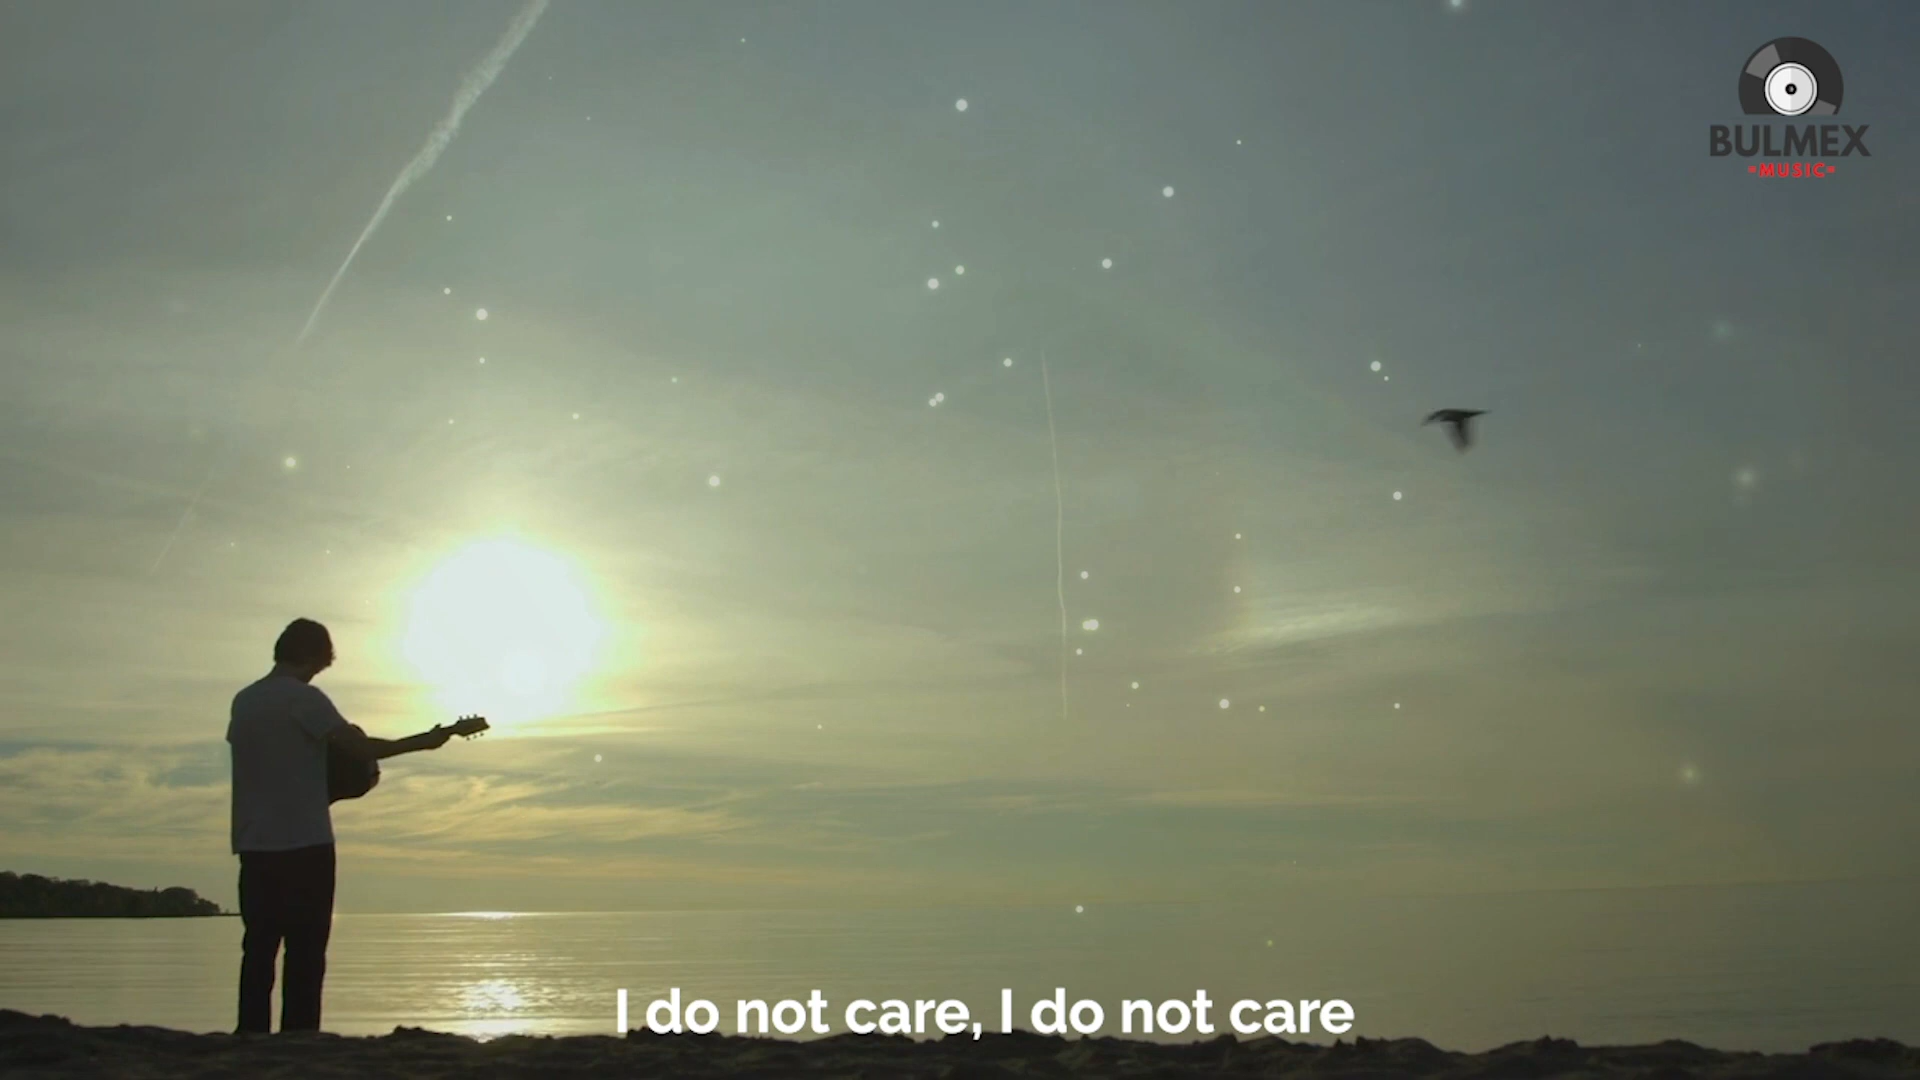 BULMEX
•MUSIC•
I do not care, I do not care